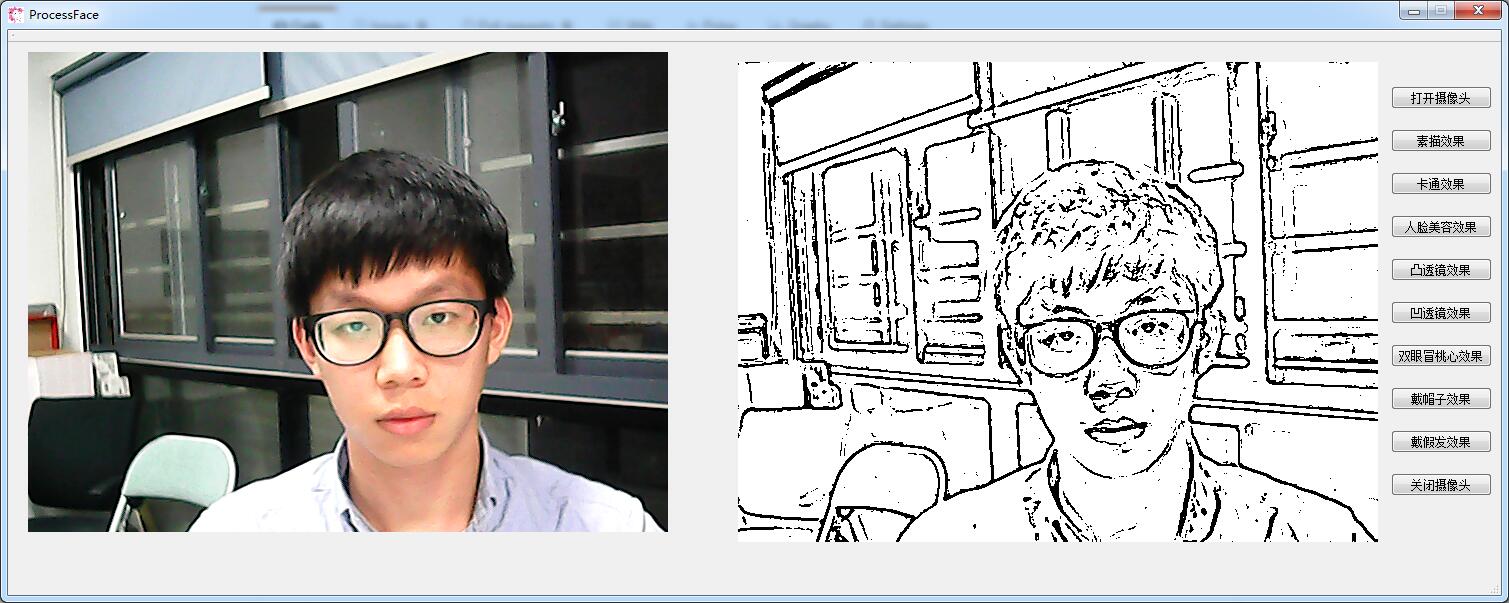 ProcessFace
打开摄像头
素描效果
卡通效果
人脸美容效果
凸透镜效果
凹透镜效果
双眼冒桃心效果
戴帽子效果
戴假发效果
关闭摄像头